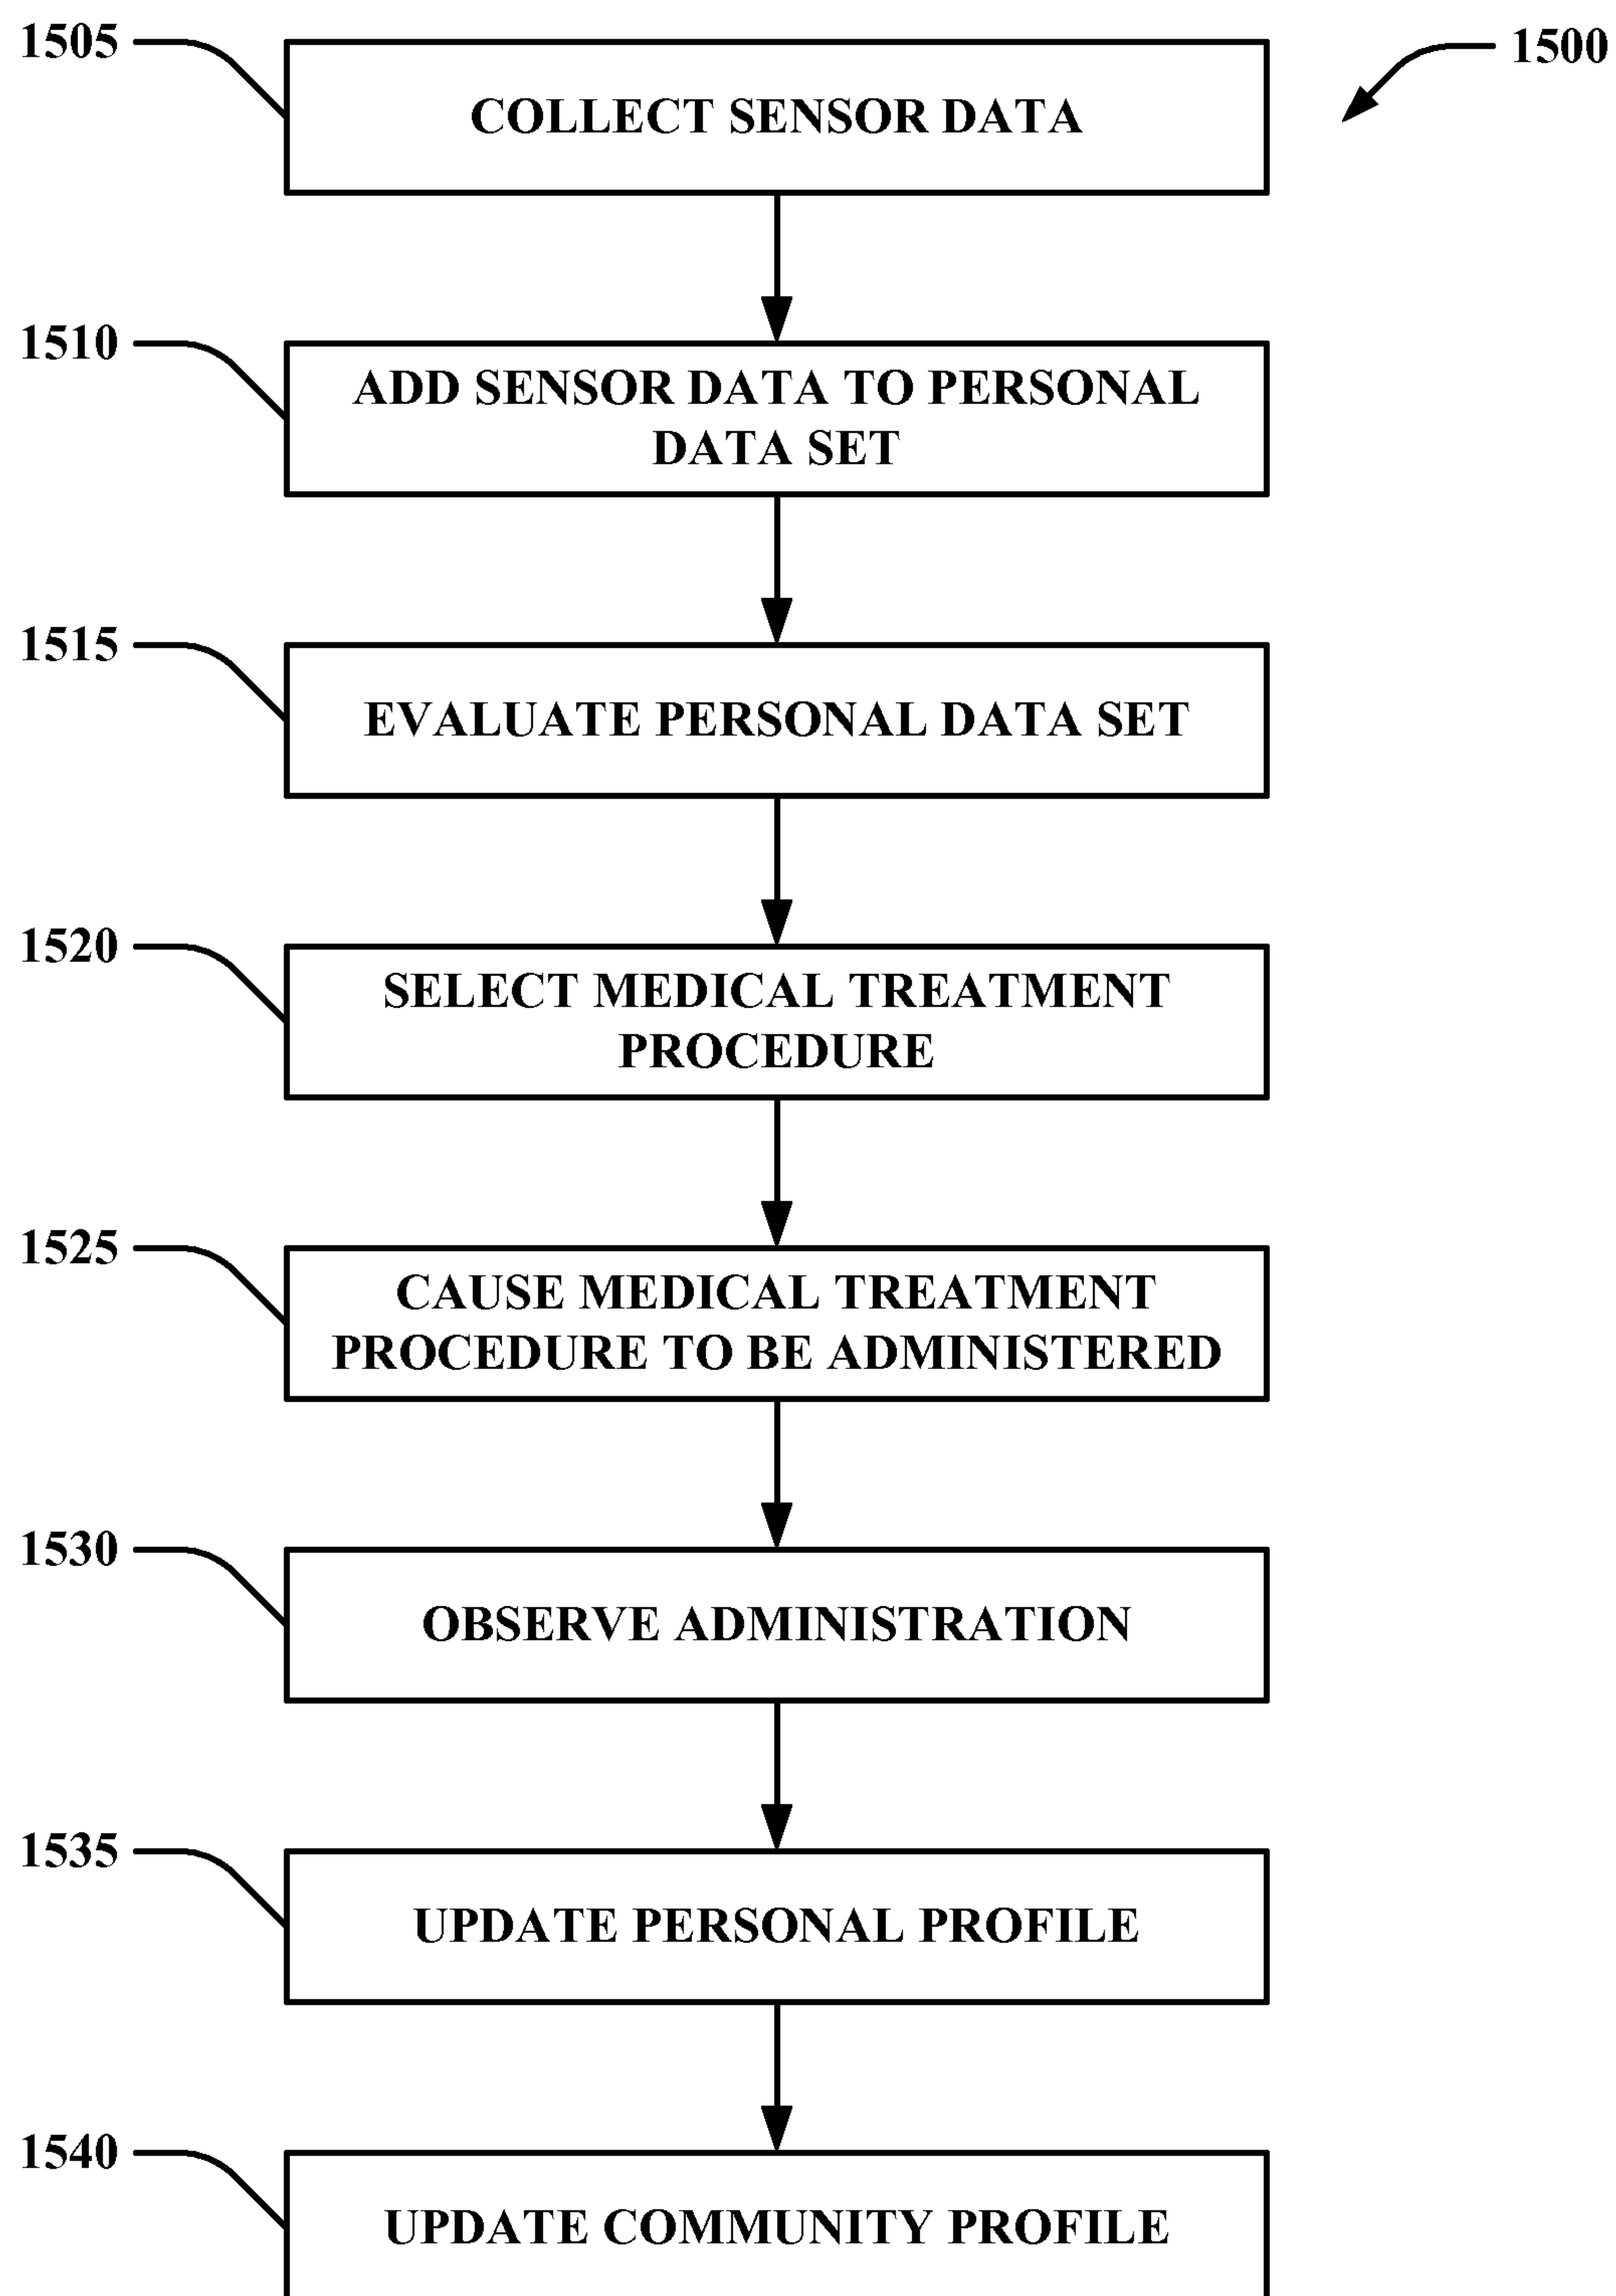 1505
COLLECT SENSOR DATA
1500
1510
ADD SENSOR DATA TO PERSONAL
DATA SET
1515
EVALUATE PERSONAL DATA SET
1520
SELECT MEDICAL TREATMENT
PROCEDURE
1525
CAUSE MEDICAL TREATMENT
PROCEDURE TO BE ADMINISTERED
1530
OBSERVE ADMINISTRATION
1535
UPDATE PERSONAL PROFILE
1540
UPDATE COMMUNITY PROFILE